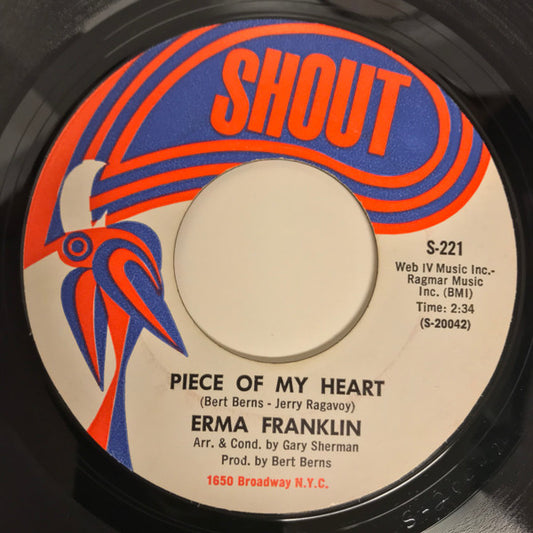 SHOUT
S-221
Web IV Music Inc.-
Ragmar Music
Inc. (BMI)
Time: 2:34
(S-20042)
PIECE OF MY HEART
(Bert Berns - Jerry Ragavoy)
ERMA FRANKLIN
Arr. & Cond. by Gary Sherman
Prod. by Bert Berns
1650 Broadway N.Y.C.